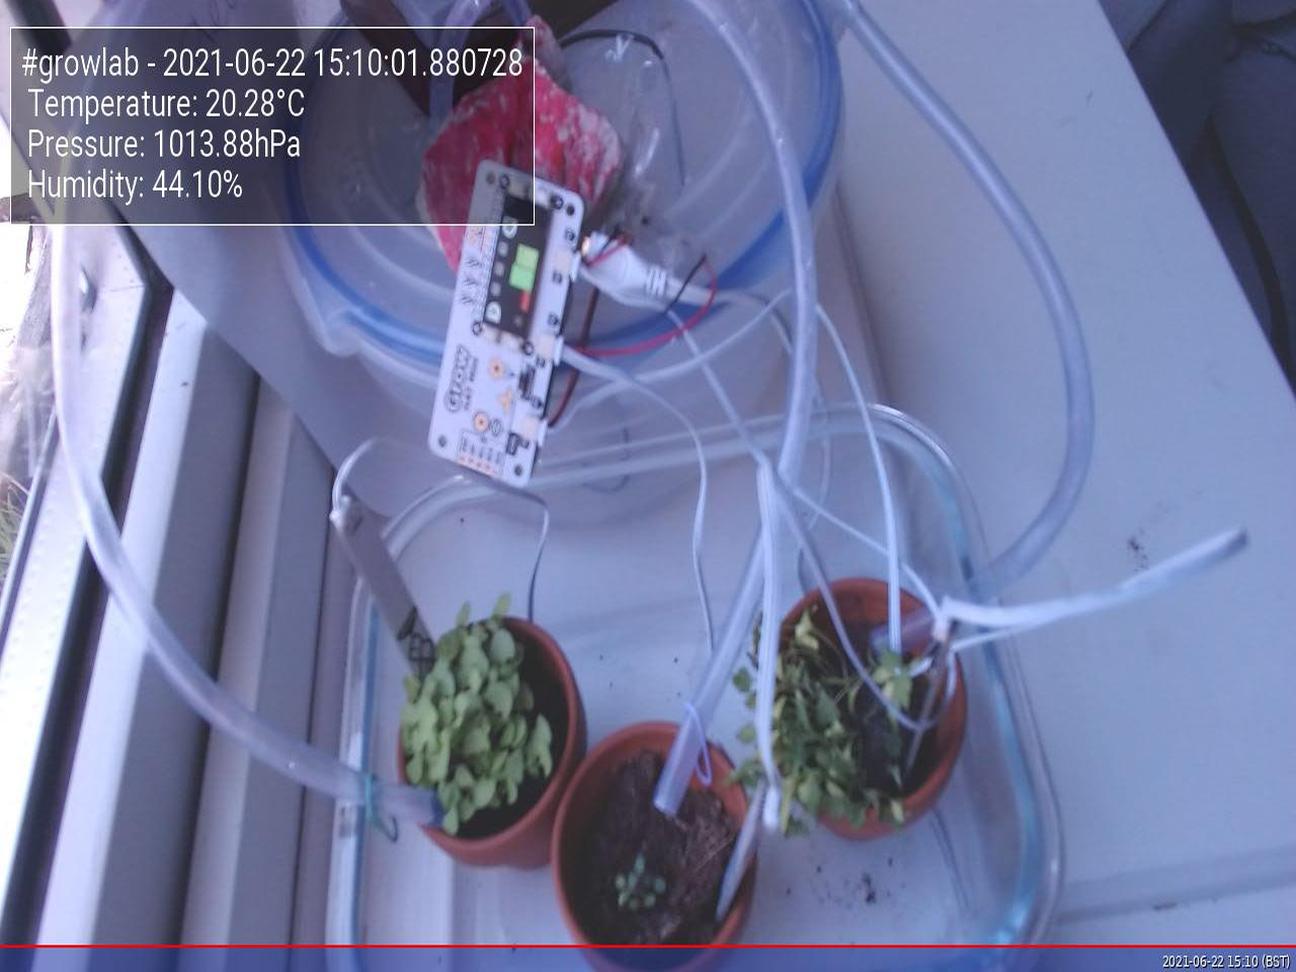 #growlab - 2021-06-22 15:10:01.880728
Temperature: 20.28°C
Pressure: 1013.88hPa
Humidity: 44.10%
GROW
2021-06-22 15:10 (BST)